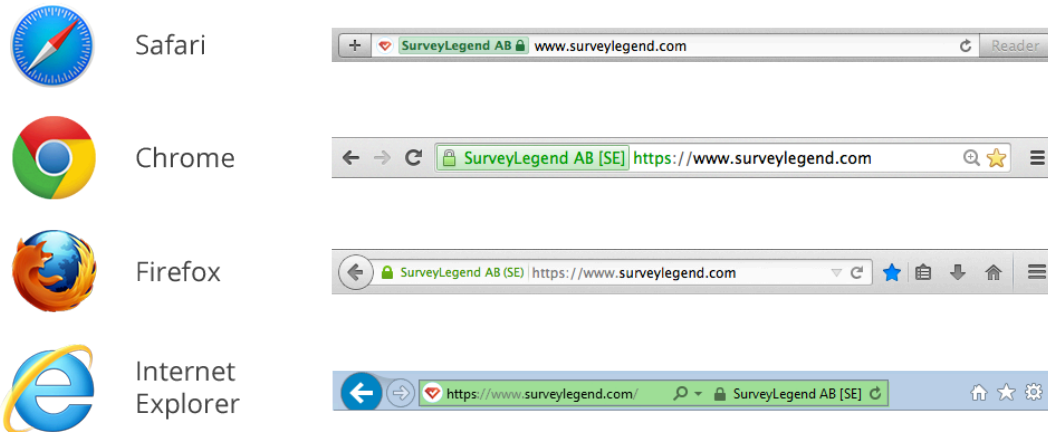 Safari
SurveyLegend AB www.surveylegend.com Reader
Chrome
SurveyLegend AB [SE] https://www.surveylegend.com
Firefox
SurveyLegend AB (SE) https://www.surveylegend.com
Internet
Explorer
https://www.surveylegend.com/ SurveyLegend AB [SE]